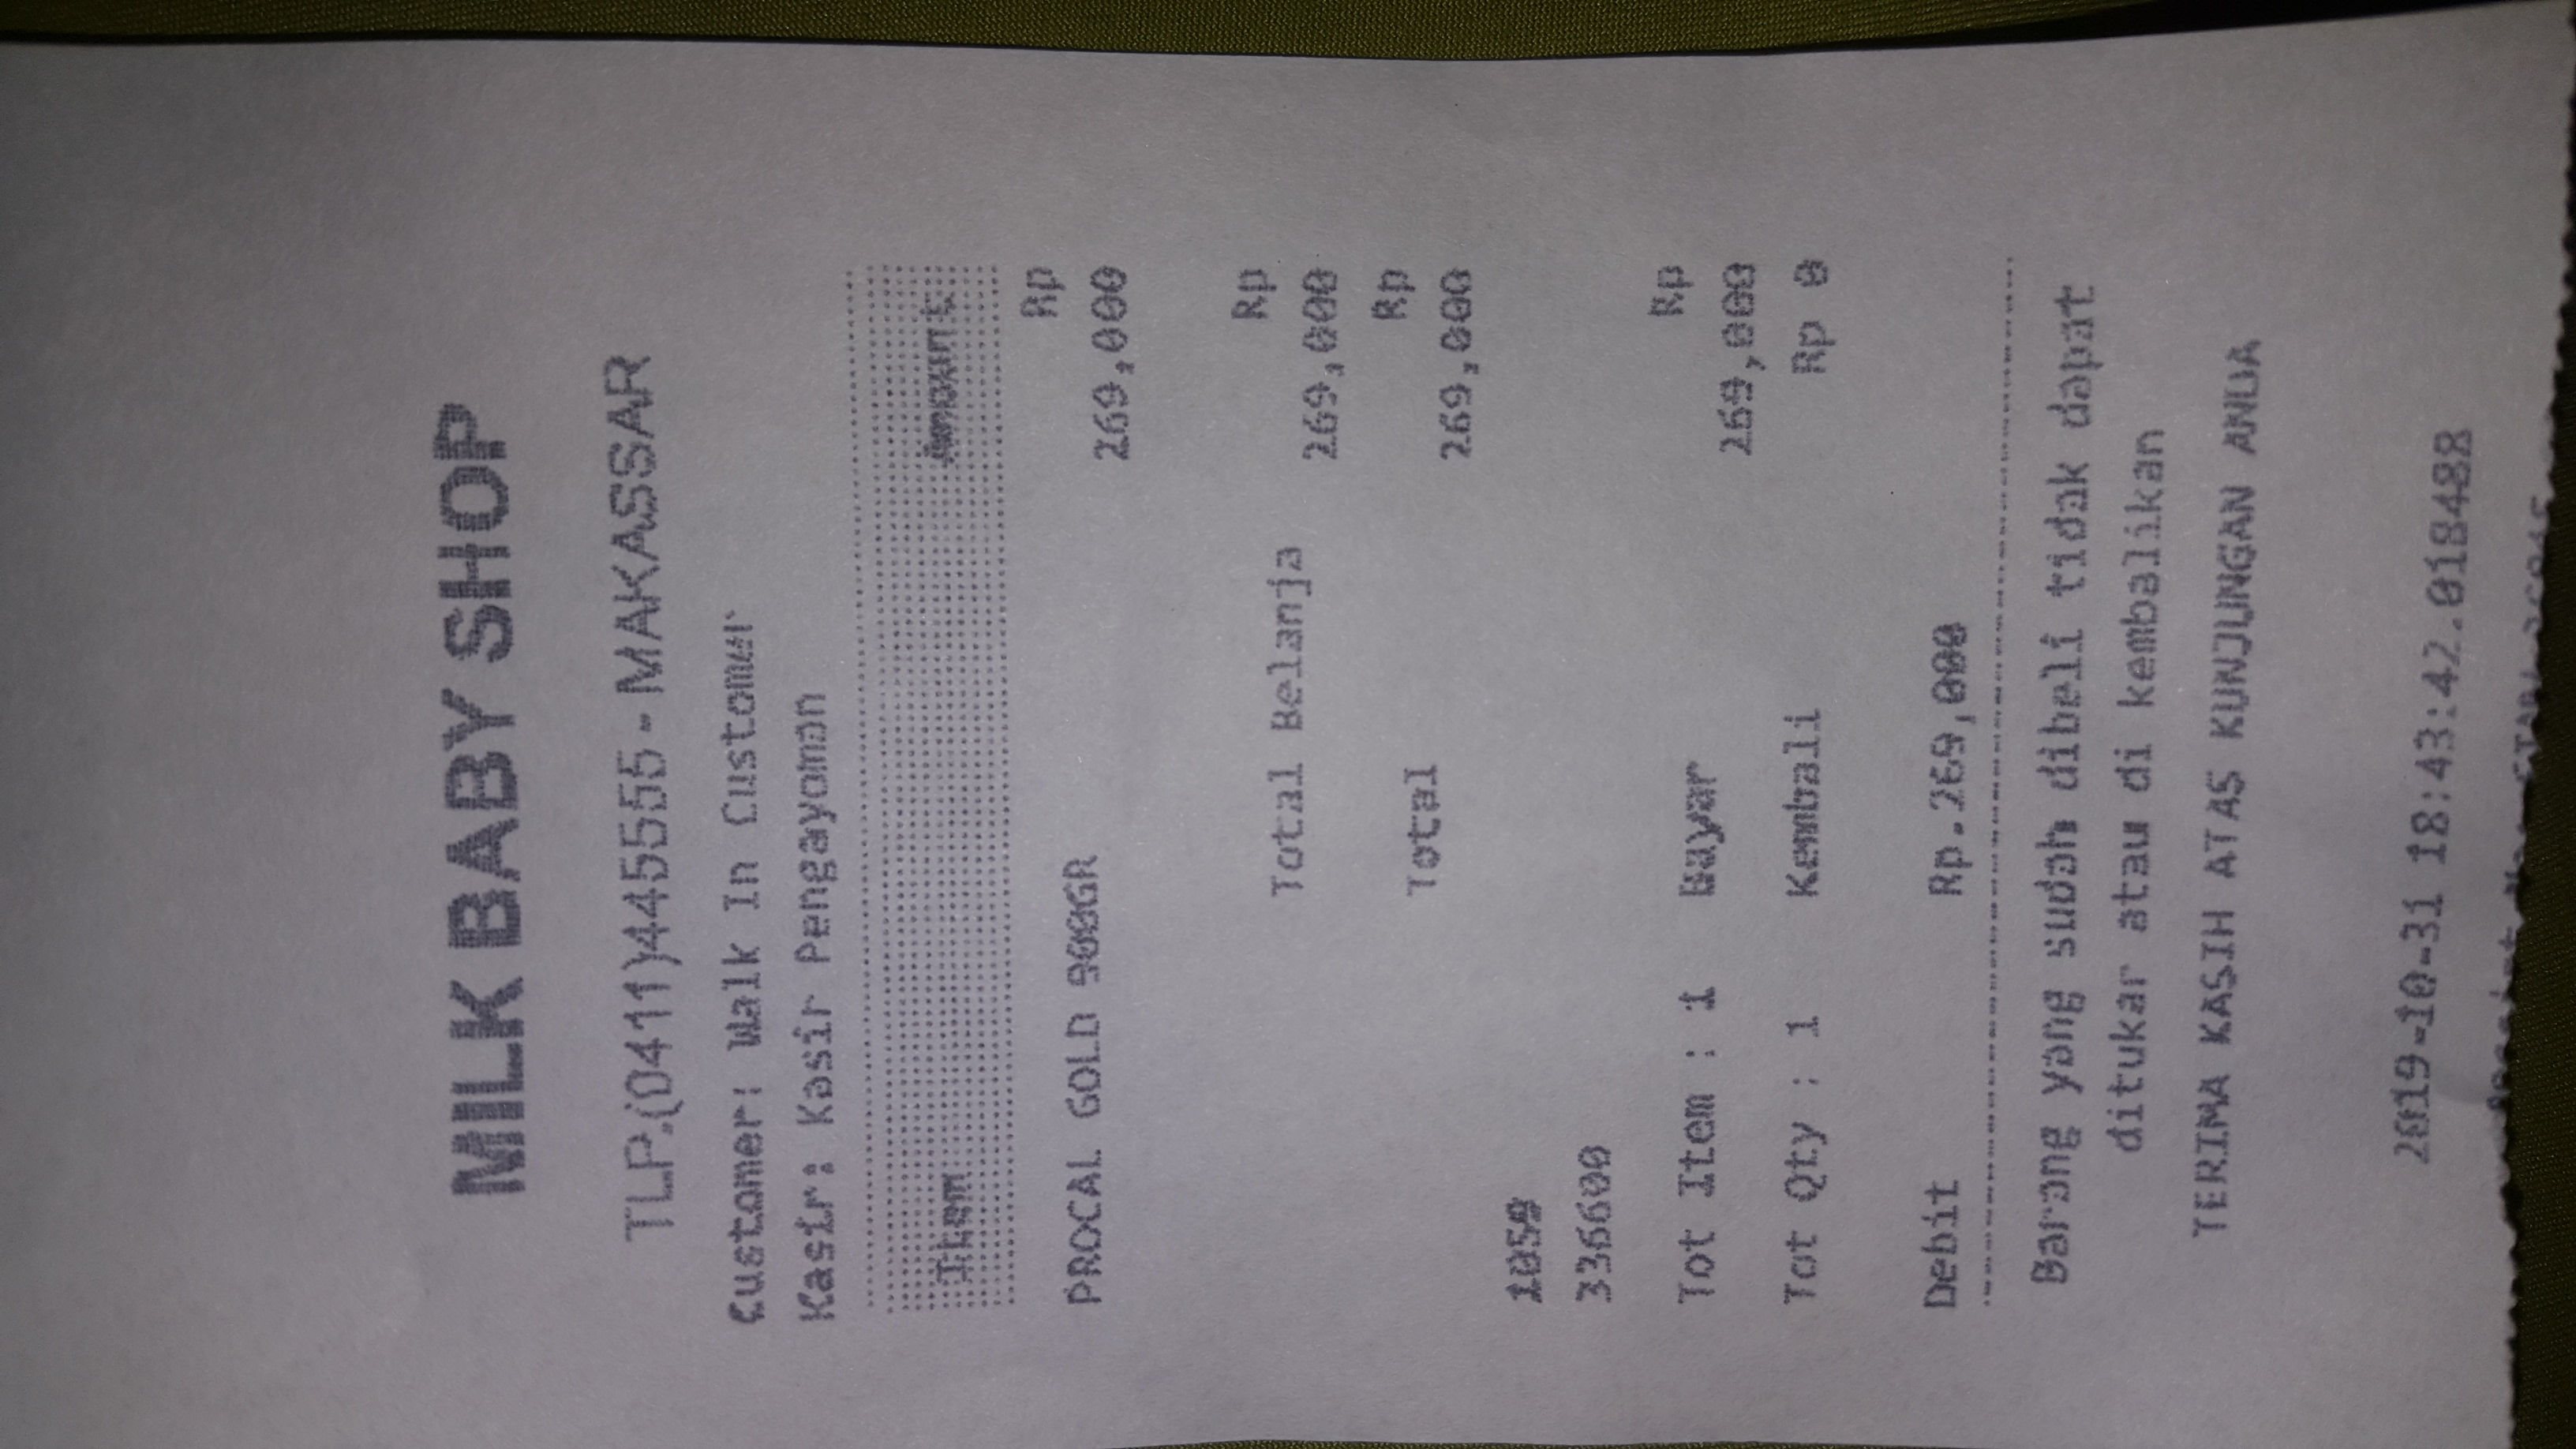 MILK BABY SHOP
TLP.(0411)445555 - MAKASSAR
Customer: Walk In Customer
Kasir: Kasir Pengayoman
Item Amount
Rp
PROCAL GOLD 900GR
269,000
Rp
Total Belanja
269,000
Rp
Total
269,000
1059
336600
Rp
Tot Item : 1 Bayar
269,000
Tot Qty : 1 Kembali Rp 0
Debit Rp.269,000
Barang yang sudah dibeli tidak dapat
ditukar atau di kembalikan
TERIMA KASIH ATAS KUNJUNGAN ANDA
2019-10-31 18:43:42.018488